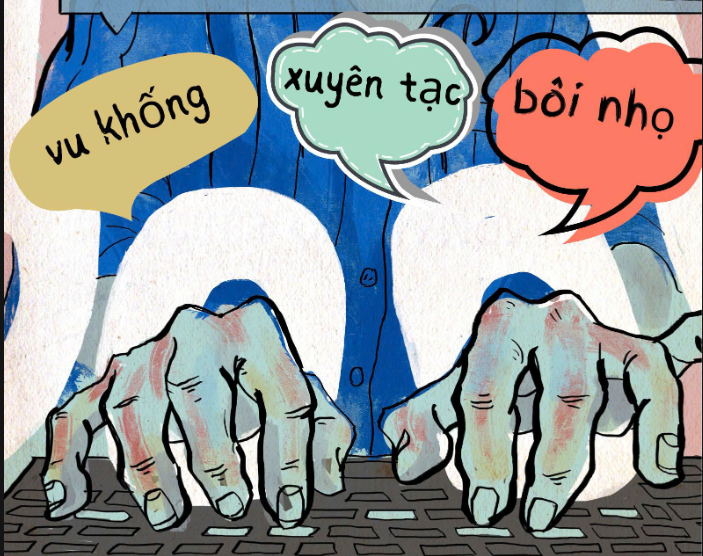 vu khống
xuyên tạc
bôi nhọ